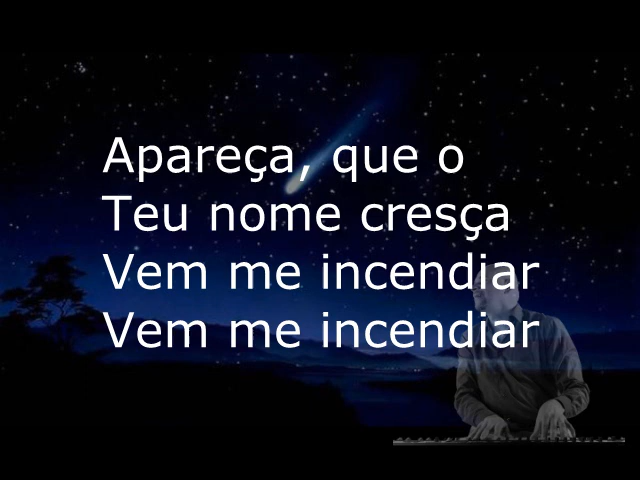 Apareça, que o
Teu nome cresça
Vem me incendiar
Vem me incendiar